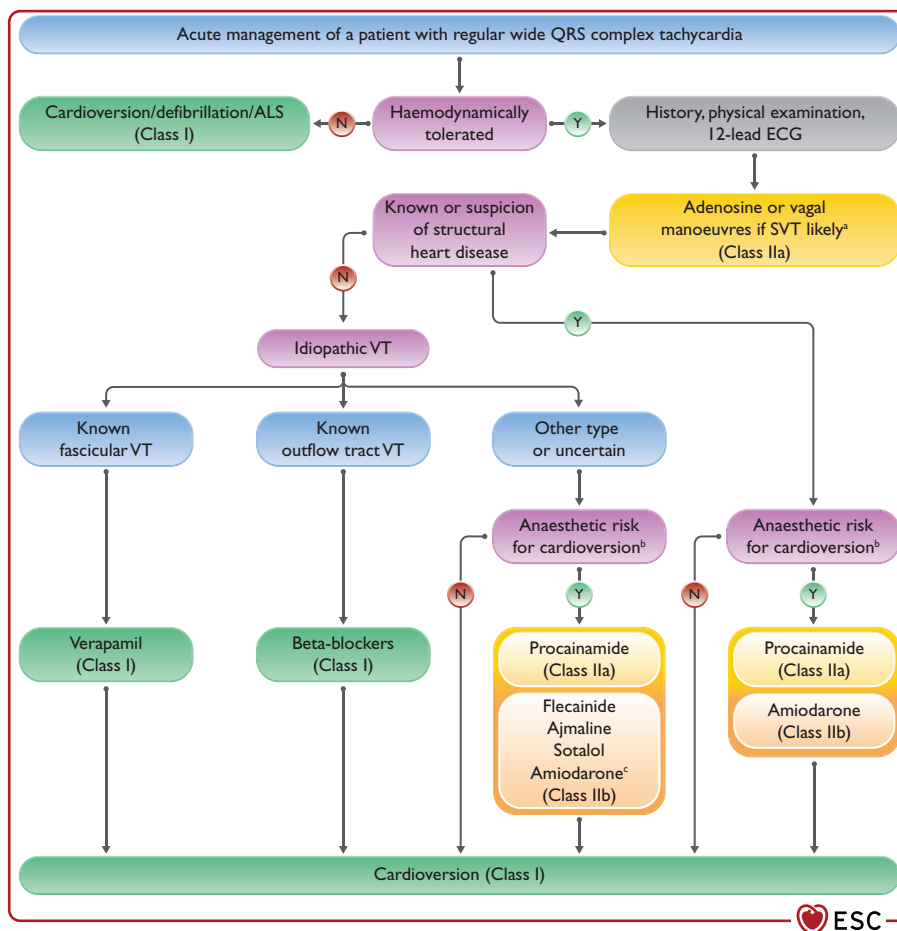 Acute management of a patient with regular wide QRS complex tachycardia
Cardioversion/defibrillation/ALS
(Class I)
N
Haemodynamically
tolerated
Y
History, physical examination,
12-lead ECG
Known or suspicion
of structural
heart disease
Adenosine or vagal
manoeuvres if SVT likelyᵃ
(Class IIa)
N
Y
Idiopathic VT
Known
fascicular VT
Known
outflow tract VT
Other type
or uncertain
Anaesthetic risk
for cardioversionᵇ
Anaesthetic risk
for cardioversionᵇ
N
Y
N
Y
Verapamil
(Class I)
Beta-blockers
(Class I)
Procainamide
(Class IIa)
Flecainide
Ajmaline
Sotalol
Amiodaroneᶜ
(Class IIb)
Procainamide
(Class IIa)
Amiodarone
(Class IIb)
Cardioversion (Class I)
ESC